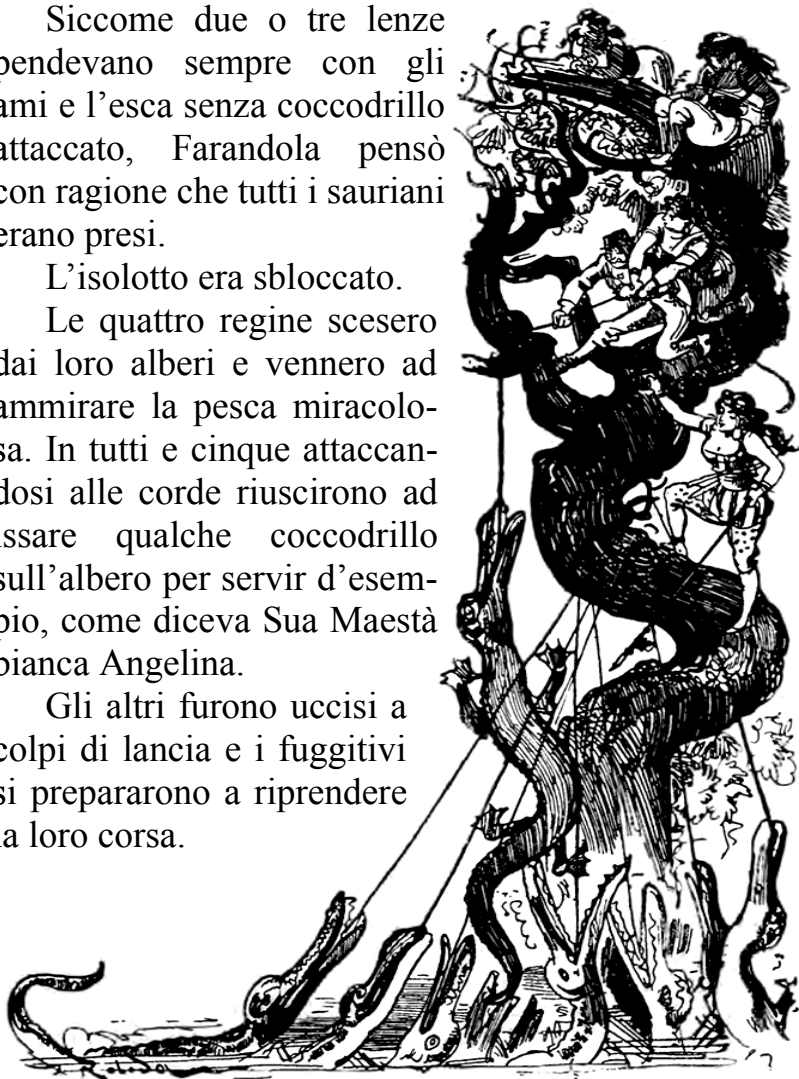 Siccome due o tre lenze
pendevano sempre con gli
ami e l'esca senza coccodrillo
attaccato, Farandola pensò
con ragione che tutti i sauriani
erano presi.
L'isolotto era sbloccato.
Le quattro regine scesero
dai loro alberi e vennero ad
ammirare la pesca miracolo-
sa. In tutti e cinque attaccan-
dosi alle corde riuscirono ad
issare qualche coccodrillo
sull'albero per servir d'esem-
pio, come diceva Sua Maestà
bianca Angelina.
Gli altri furono uccisi a
colpi di lancia e i fuggitivi
si prepararono a riprendere
la loro corsa.